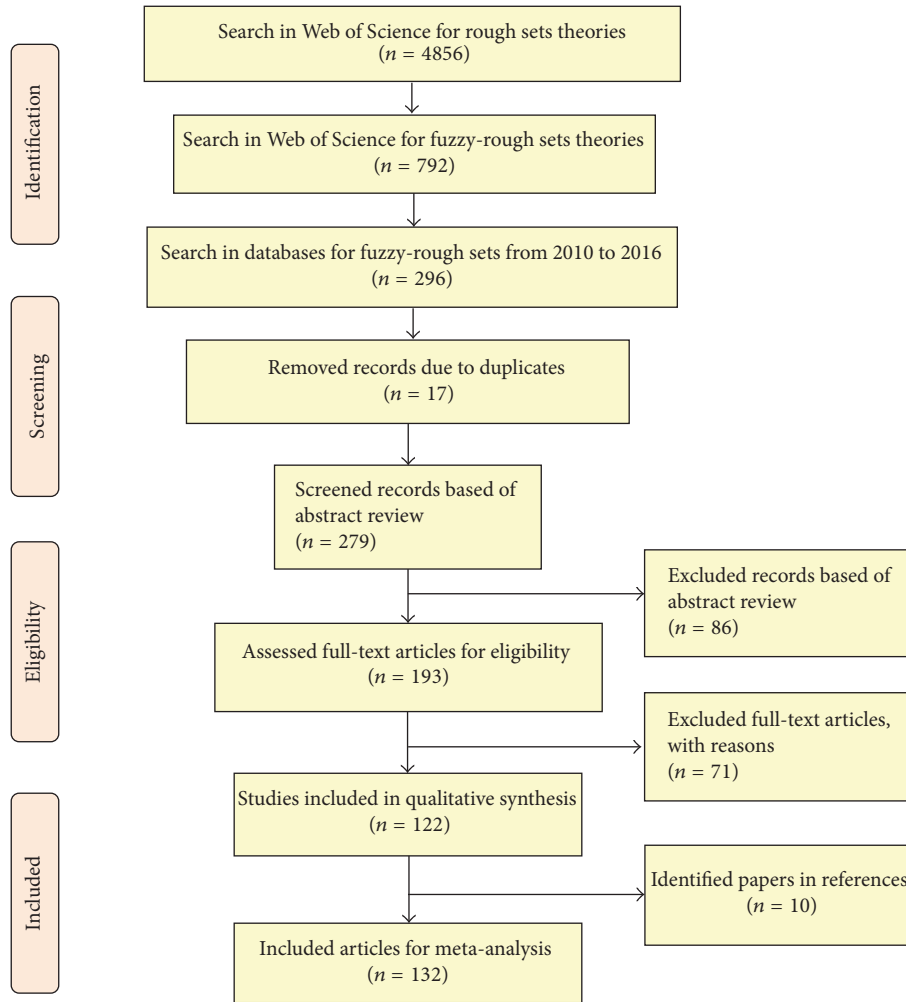 Identification
Search in Web of Science for rough sets theories
(n = 4856)
Search in Web of Science for fuzzy-rough sets theories
(n = 792)
Search in databases for fuzzy-rough sets from 2010 to 2016
(n = 296)
Screening
Removed records due to duplicates
(n = 17)
Screened records based of
abstract review
(n = 279)
Eligibility
Excluded records based of
abstract review
(n = 86)
Assessed full-text articles for eligibility
(n = 193)
Excluded full-text articles,
with reasons
(n = 71)
Included
Studies included in qualitative synthesis
(n = 122)
Identified papers in references
(n = 10)
Included articles for meta-analysis
(n = 132)